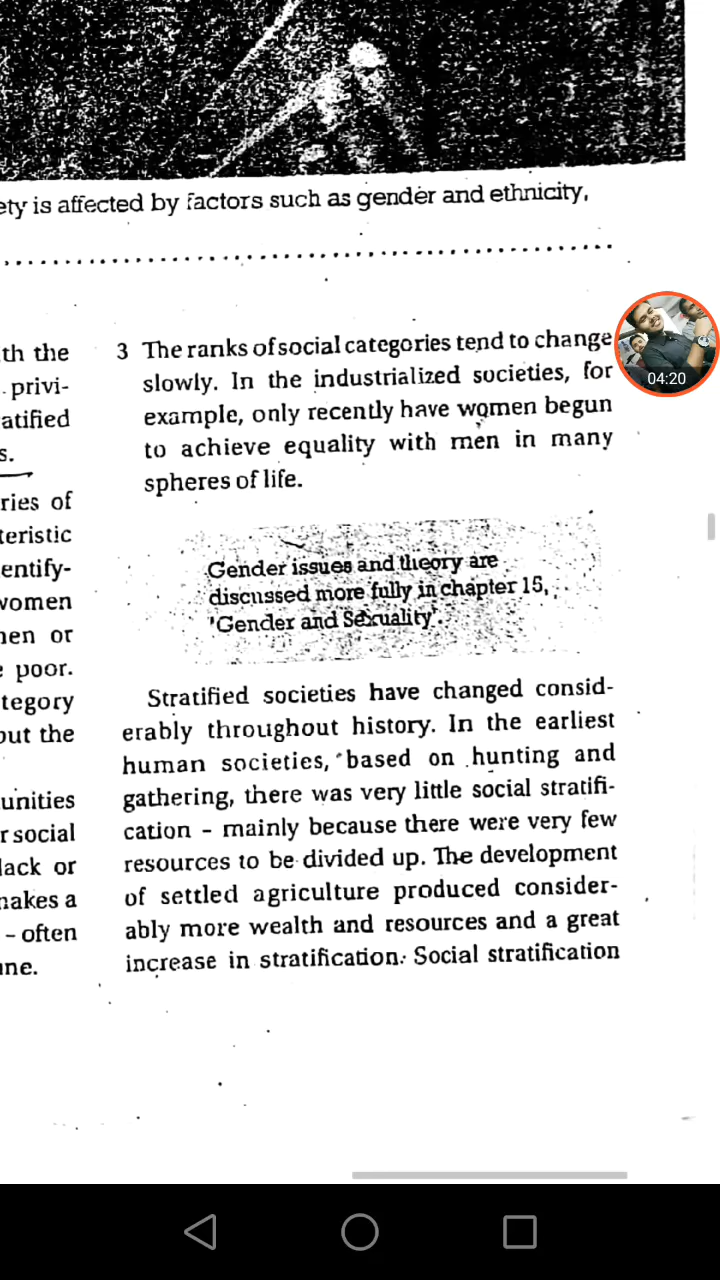 ety is affected by factors such as gender and ethnicity,
th the
privi-
atified
s.
ries of
teristic
entify-
women
men or
poor.
tegory
out the
unities
r social
lack or
makes a
– often
une.
3 The ranks of social categories tend to change
slowly. In the industrialized societies, for
example, only recently have women begun
to achieve equality with men in many
spheres of life.
Gender issues and theory are
discussed more fully in chapter 15,
'Gender and Sexuality'.
Stratified societies have changed consid-
erably throughout history. In the earliest
human societies, based on hunting and
gathering, there was very little social stratifi-
cation – mainly because there were very few
resources to be divided up. The development
of settled agriculture produced consider-
ably more wealth and resources and a great
increase in stratification. Social stratification
04:20